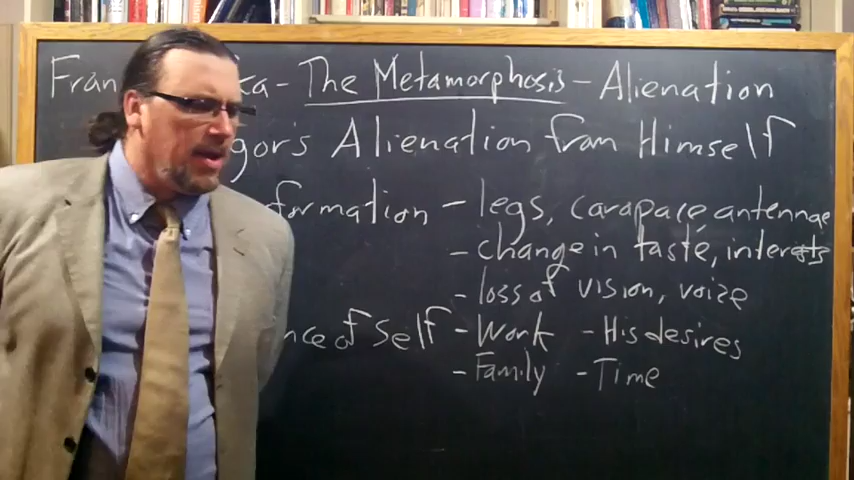 Fran ka - The Metamorphosis - Alienation
gor's Alienation from Himself
formation - legs, carapace, antennae
- change in taste, interests
- loss of vision, voice
nce of Self - Work - His desires
- Family - Time